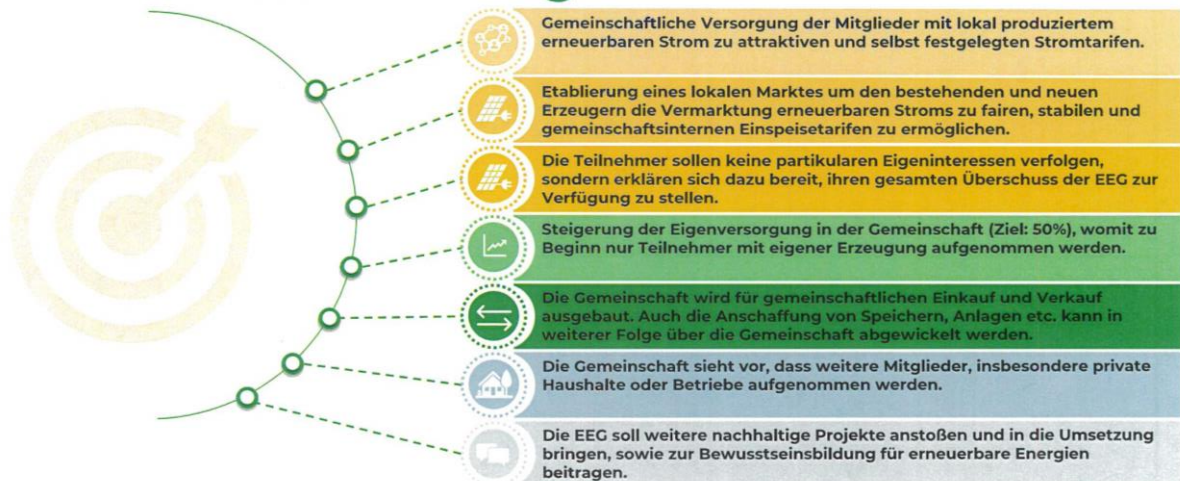 Gemeinschaftliche Versorgung der Mitglieder mit lokal produziertem
erneuerbaren Strom zu attraktiven und selbst festgelegten Stromtarifen.
Etablierung eines lokalen Marktes um den bestehenden und neuen
Erzeugern die Vermarktung erneuerbaren Stroms zu fairen, stabilen und
gemeinschaftsinternen Einspeisetarifen zu ermöglichen.
Die Teilnehmer sollen keine partikularen Eigeninteressen verfolgen,
sondern erklären sich dazu bereit, ihren gesamten Überschuss der EEG zur
Verfügung zu stellen.
Steigerung der Eigenversorgung in der Gemeinschaft (Ziel: 50%), womit zu
Beginn nur Teilnehmer mit eigener Erzeugung aufgenommen werden.
Die Gemeinschaft wird für gemeinschaftlichen Einkauf und Verkauf
ausgebaut. Auch die Anschaffung von Speichern, Anlagen etc. kann in
weiterer Folge über die Gemeinschaft abgewickelt werden.
Die Gemeinschaft sieht vor, dass weitere Mitglieder, insbesondere private
Haushalte oder Betriebe aufgenommen werden.
Die EEG soll weitere nachhaltige Projekte anstoßen und in die Umsetzung
bringen, sowie zur Bewusstseinsbildung für erneuerbare Energien
beitragen.